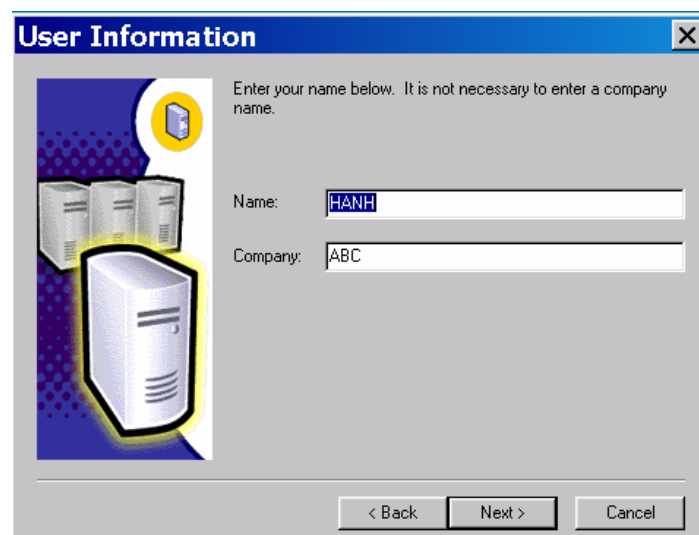 User Information
Enter your name below.  It is not necessary to enter a company
name.
Name: HANH
Company: ABC
< Back Next > Cancel